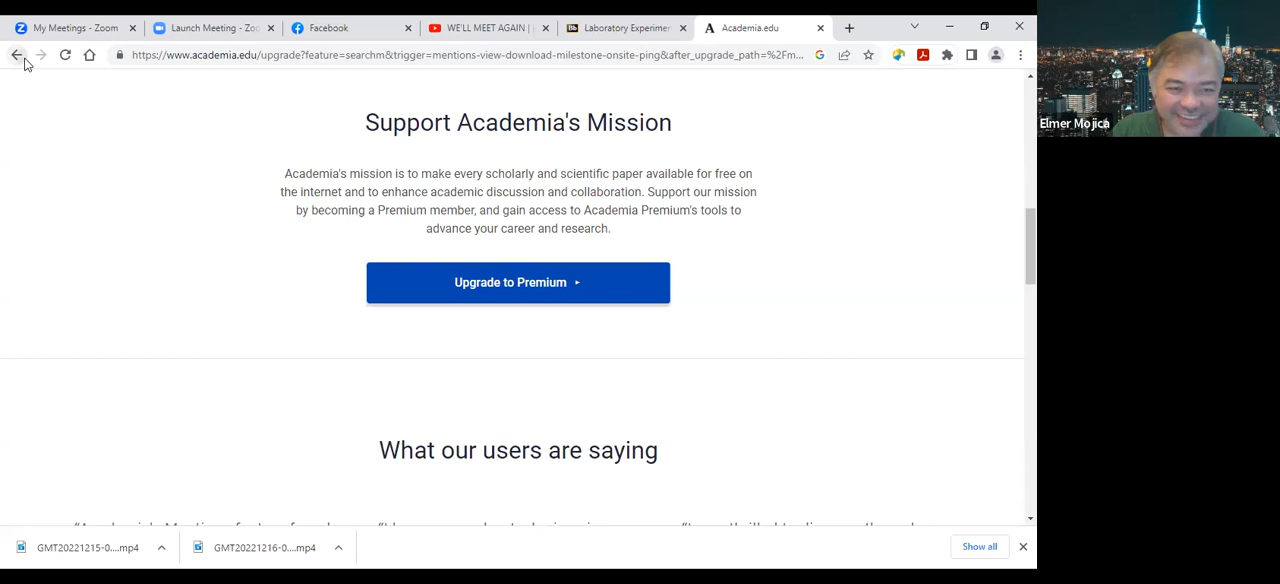 My Meetings - Zoom
Launch Meeting - Zoo
Facebook
WE'LL MEET AGAIN |
Bb Laboratory Experimen
A Academia.edu
https://www.academia.edu/upgrade?feature=searchm&trigger=mentions-view-download-milestone-onsite-ping&after_upgrade_path=%2Fm...
Elmer Mojica
Support Academia's Mission
Academia's mission is to make every scholarly and scientific paper available for free on
the internet and to enhance academic discussion and collaboration. Support our mission
by becoming a Premium member, and gain access to Academia Premium's tools to
advance your career and research.
Upgrade to Premium
What our users are saying
GMT20221215-0....mp4
GMT20221216-0....mp4
Show all